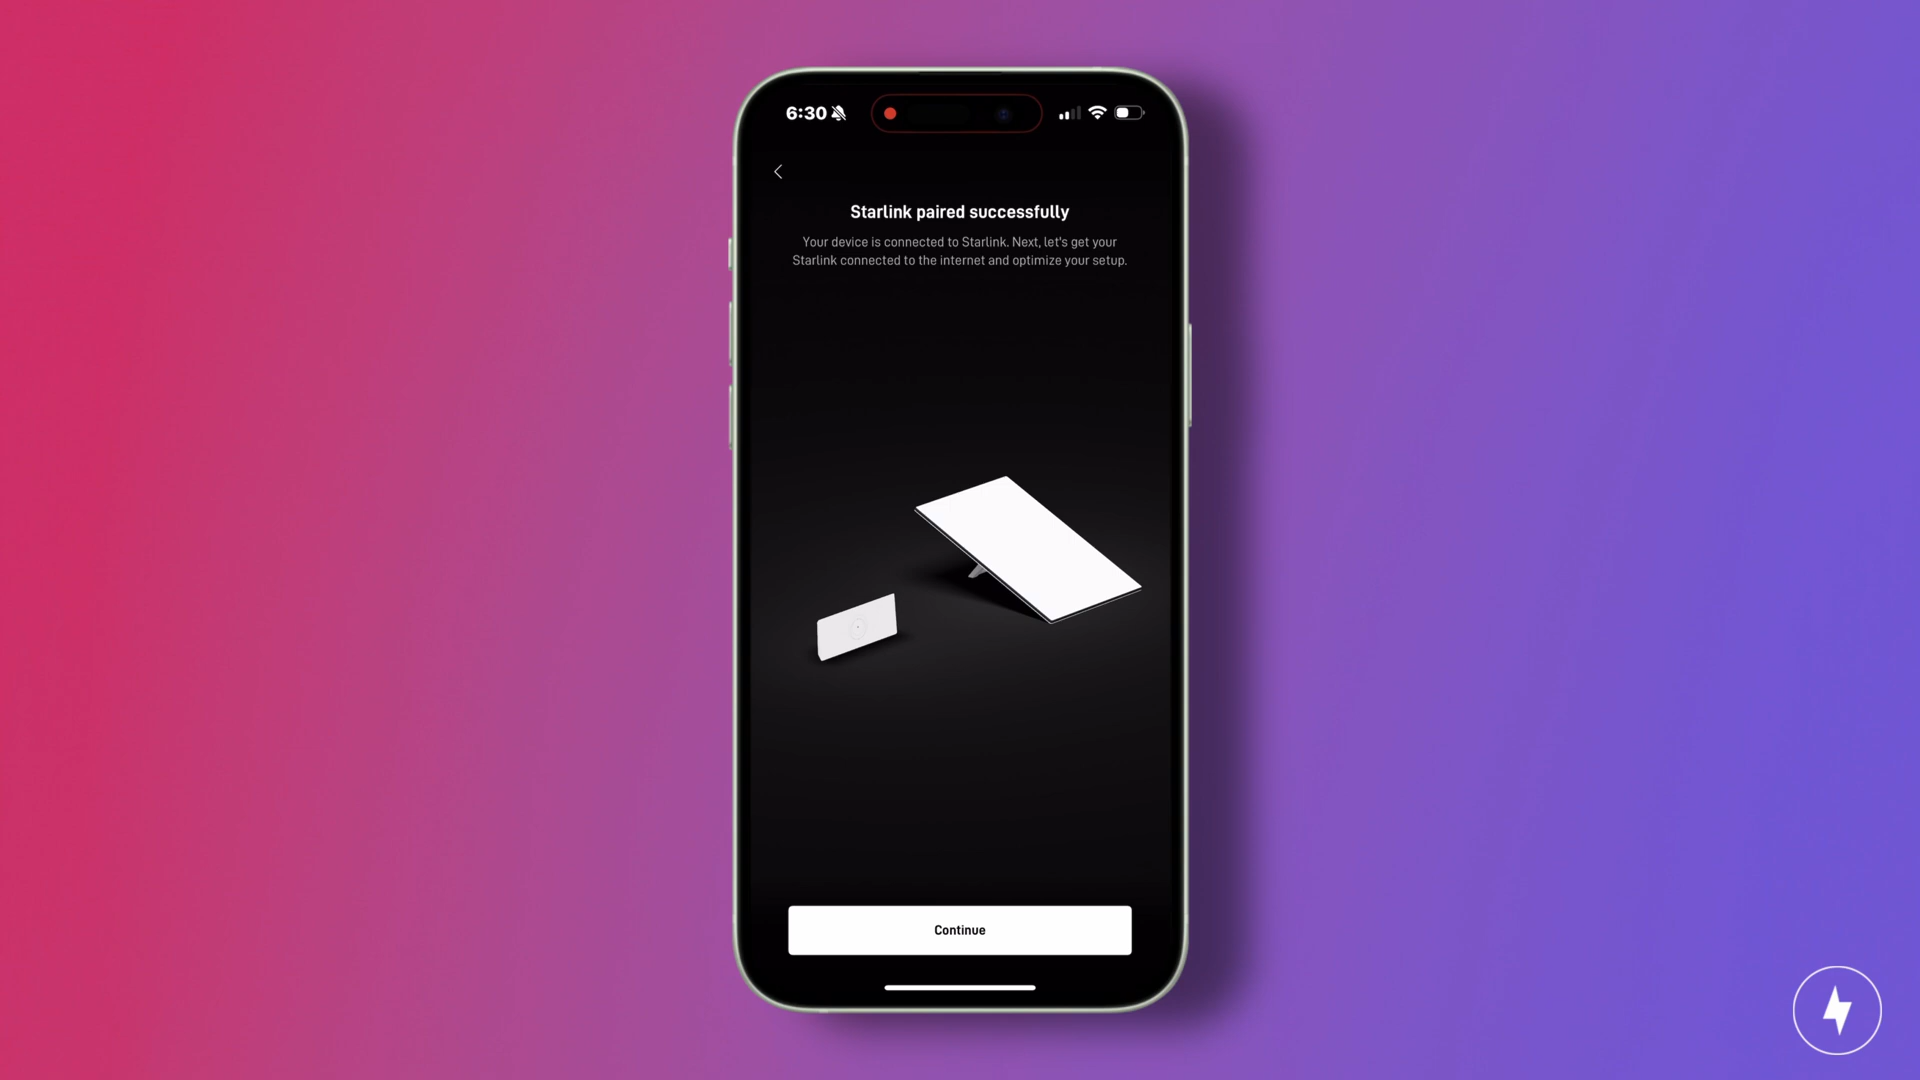 6:30
Starlink paired successfully
Your device is connected to Starlink. Next, let's get your
Starlink connected to the internet and optimize your setup.
Continue